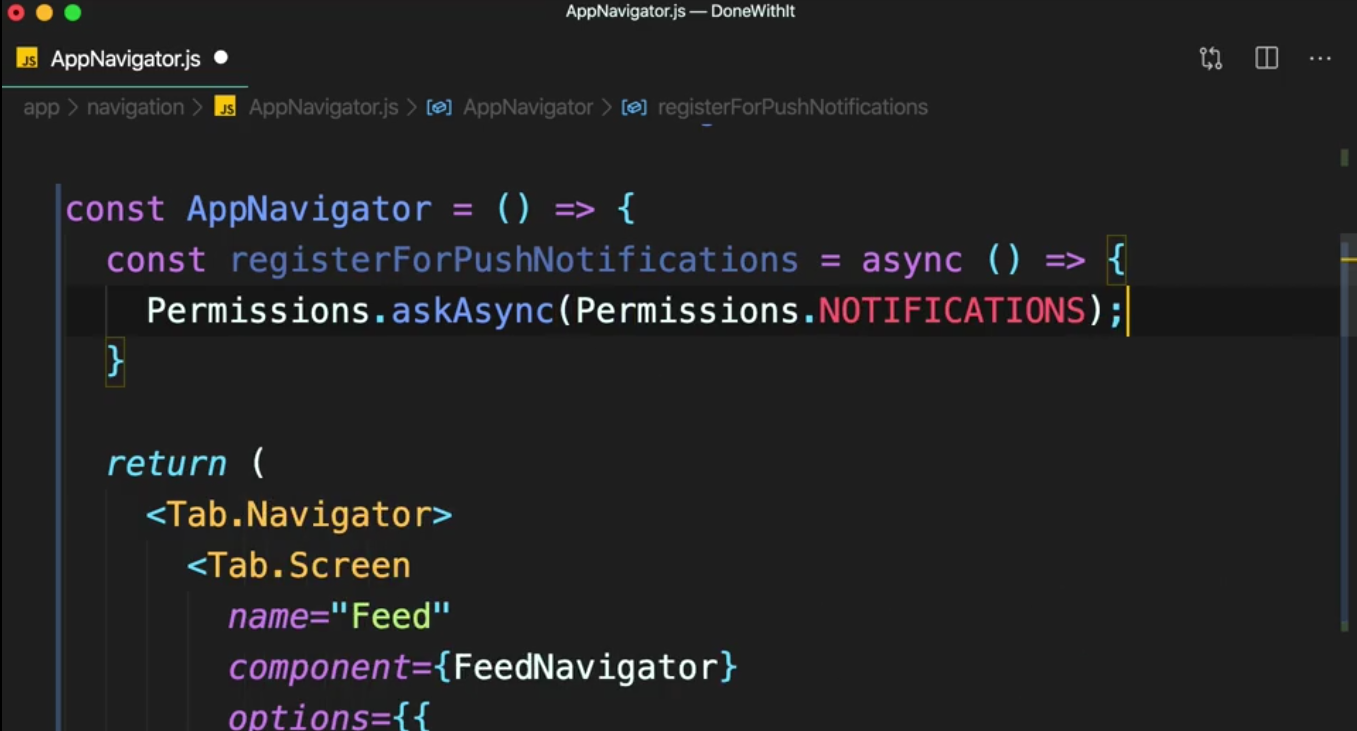 AppNavigator.js — DoneWithIt
JS AppNavigator.js
app > navigation > JS AppNavigator.js > AppNavigator > registerForPushNotifications
const AppNavigator = () => {
const registerForPushNotifications = async () => {
Permissions.askAsync(Permissions.NOTIFICATIONS);
}
return (
<Tab.Navigator>
<Tab.Screen
name="Feed"
component={FeedNavigator}
options={{